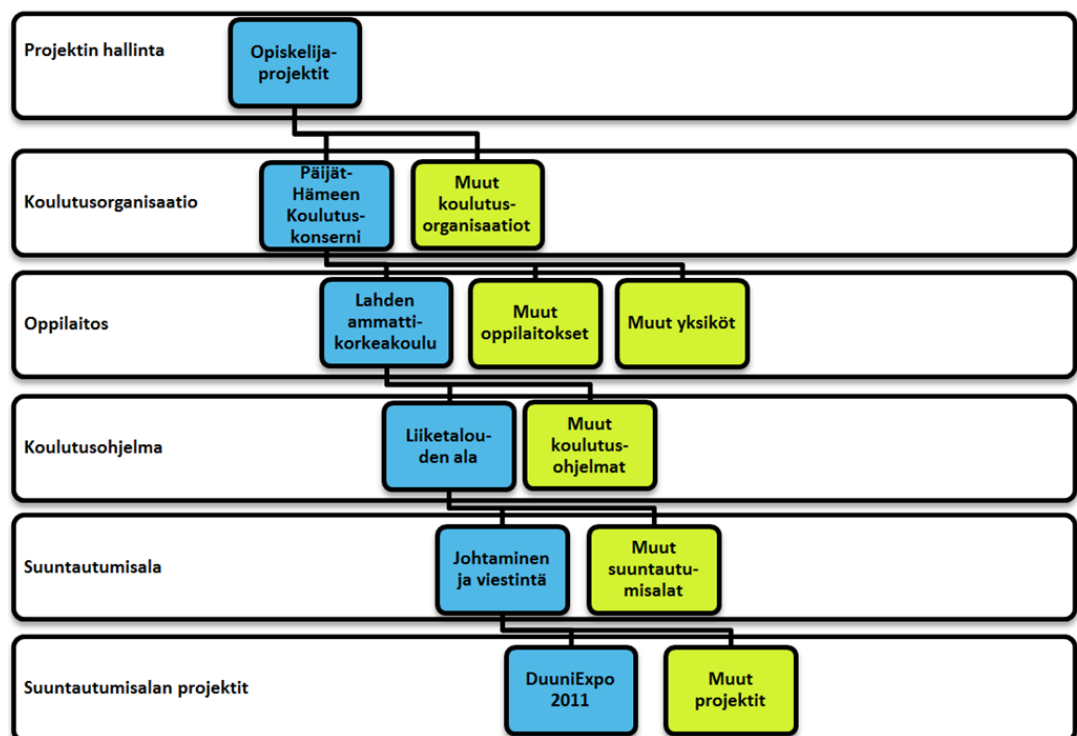 Projektin hallinta
Opiskelija-
projektit
Koulutusorganisaatio
Päijät-
Hämeen
Koulutus-
konserni
Muut
koulutus-
organisaatiot
Oppilaitos
Lahden
ammatti-
korkeakoulu
Muut
oppilaitokset
Muut yksiköt
Koulutusohjelma
Liiketalou-
den ala
Muut
koulutus-
ohjelmat
Suuntautumisala
Johtaminen
ja viestintä
Muut
suuntautu-
misalat
Suuntautumisalan projektit
DuuniExpo
2011
Muut
projektit